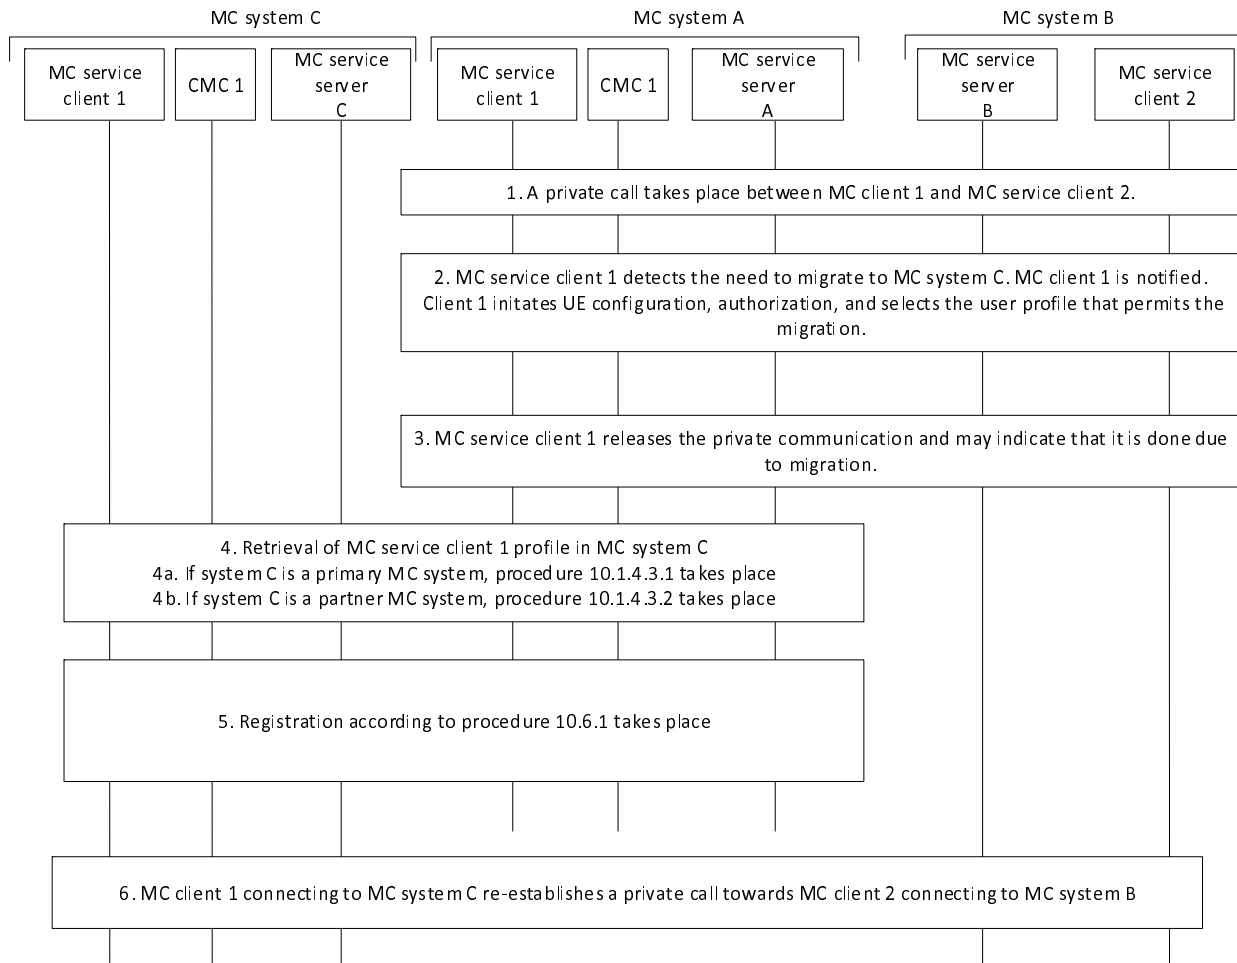 MC system C
MC system A
MC system B
MC service
client 1
CMC 1
MC service
server
C
MC service
client 1
CMC 1
MC service
server
A
MC service
server
B
MC service
client 2
1. A private call takes place between MC client 1 and MC service client 2.
2. MC service client 1 detects the need to migrate to MC system C. MC client 1 is notified.
Client 1 initates UE configuration, authorization, and selects the user profile that permits the
migration.
3. MC service client 1 releases the private communication and may indicate that it is done due
to migration.
4. Retrieval of MC service client 1 profile in MC system C
4a. If system C is a primary MC system, procedure 10.1.4.3.1 takes place
4b. If system C is a partner MC system, procedure 10.1.4.3.2 takes place
5. Registration according to procedure 10.6.1 takes place
6. MC client 1 connecting to MC system C re-establishes a private call towards MC client 2 connecting to MC system B